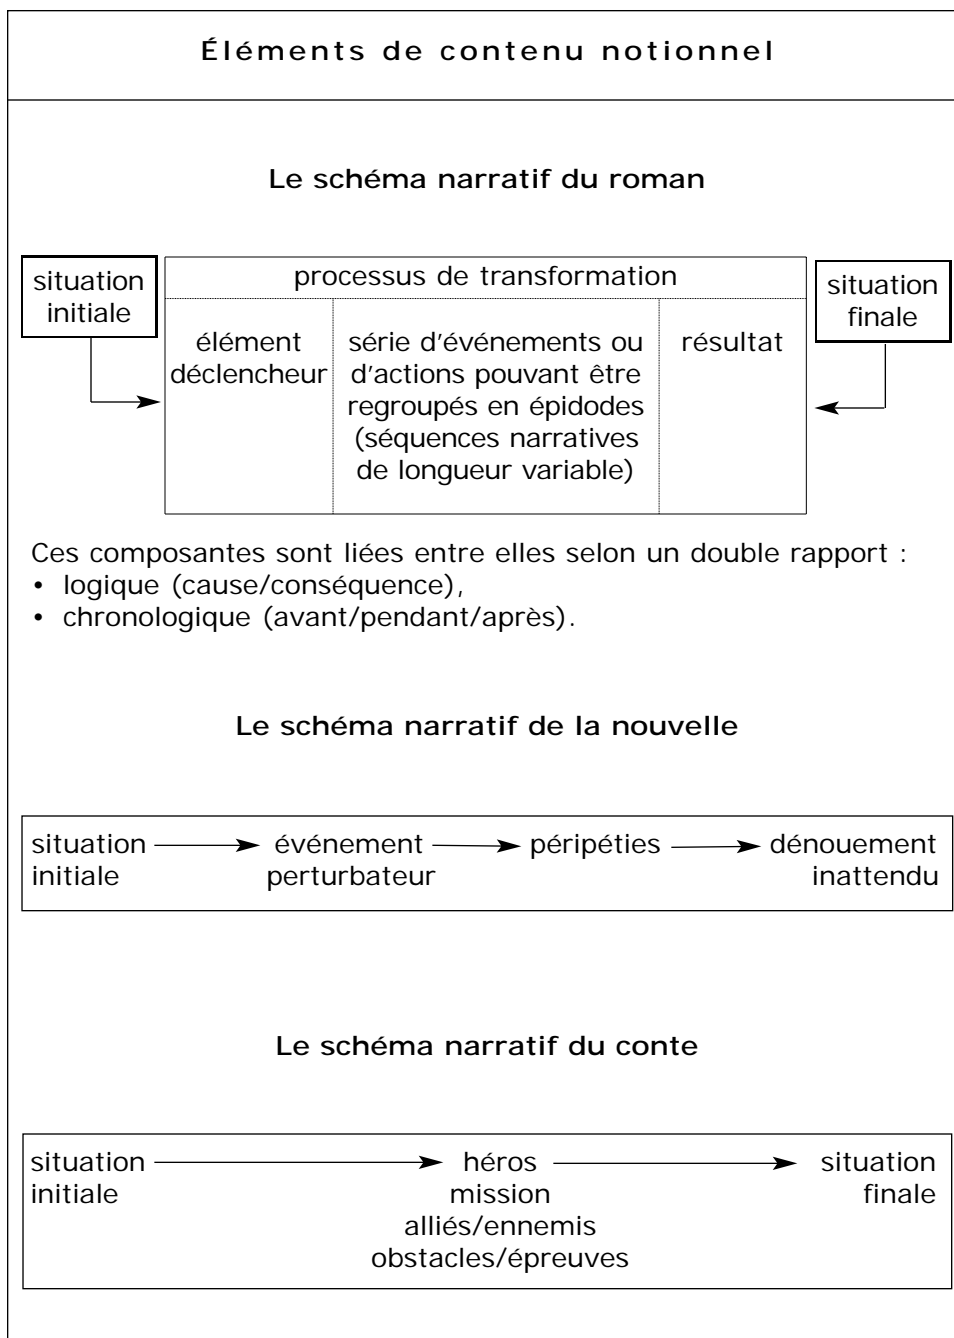 Éléments de contenu notionnel
Le schéma narratif du roman
situation
initiale
processus de transformation
élément
déclencheur
série d'événements ou
d'actions pouvant être
regroupés en épidodes
(séquences narratives
de longueur variable)
résultat
situation
finale
Ces composantes sont liées entre elles selon un double rapport :
• logique (cause/conséquence),
• chronologique (avant/pendant/après).
Le schéma narratif de la nouvelle
situation
initiale
événement
perturbateur
péripéties
dénouement
inattendu
Le schéma narratif du conte
situation
initiale
héros
mission
alliés/ennemis
obstacles/épreuves
situation
finale